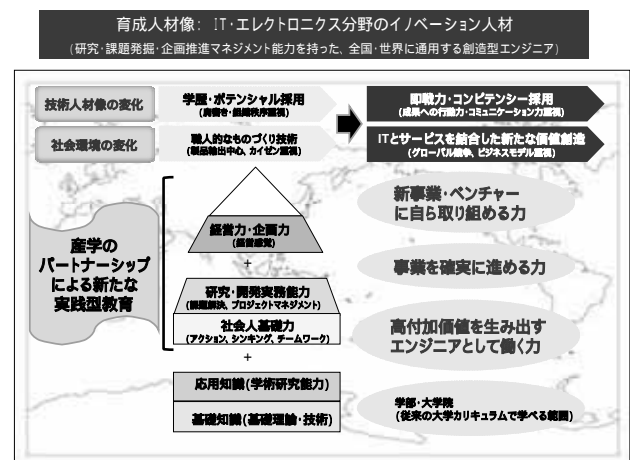 育成人材像： IT・エレクトロニクス分野のイノベーション人材
(研究・課題発掘・企画推進マネジメント能力を持った、全国・世界に通用する創造型エンジニア)
技術人材像の変化
学歴・ポテンシャル採用
(肩書き・組織秩序重視)
即戦力・コンピテンシー採用
(成果への行動力・コミュニケーション力重視)
社会環境の変化
職人的なものづくり技術
(製品輸出中心、カイゼン重視)
ITとサービスを結合した新たな価値創造
(グローバル競争、ビジネスモデル重視)
産学の
パートナーシップ
による新たな
実践型教育
経営力・企画力
(経営感覚)
+
研究・開発実務能力
(課題解決、プロジェクトマネジメント)
社会人基礎力
(アクション、シンキング、チームワーク)
+
応用知識(学術研究能力)
基礎知識(基礎理論・技術)
新事業・ベンチャー
に自ら取り組める力
事業を確実に進める力
高付加価値を生み出す
エンジニアとして働く力
学部・大学院
(従来の大学カリキュラムで学べる範囲)